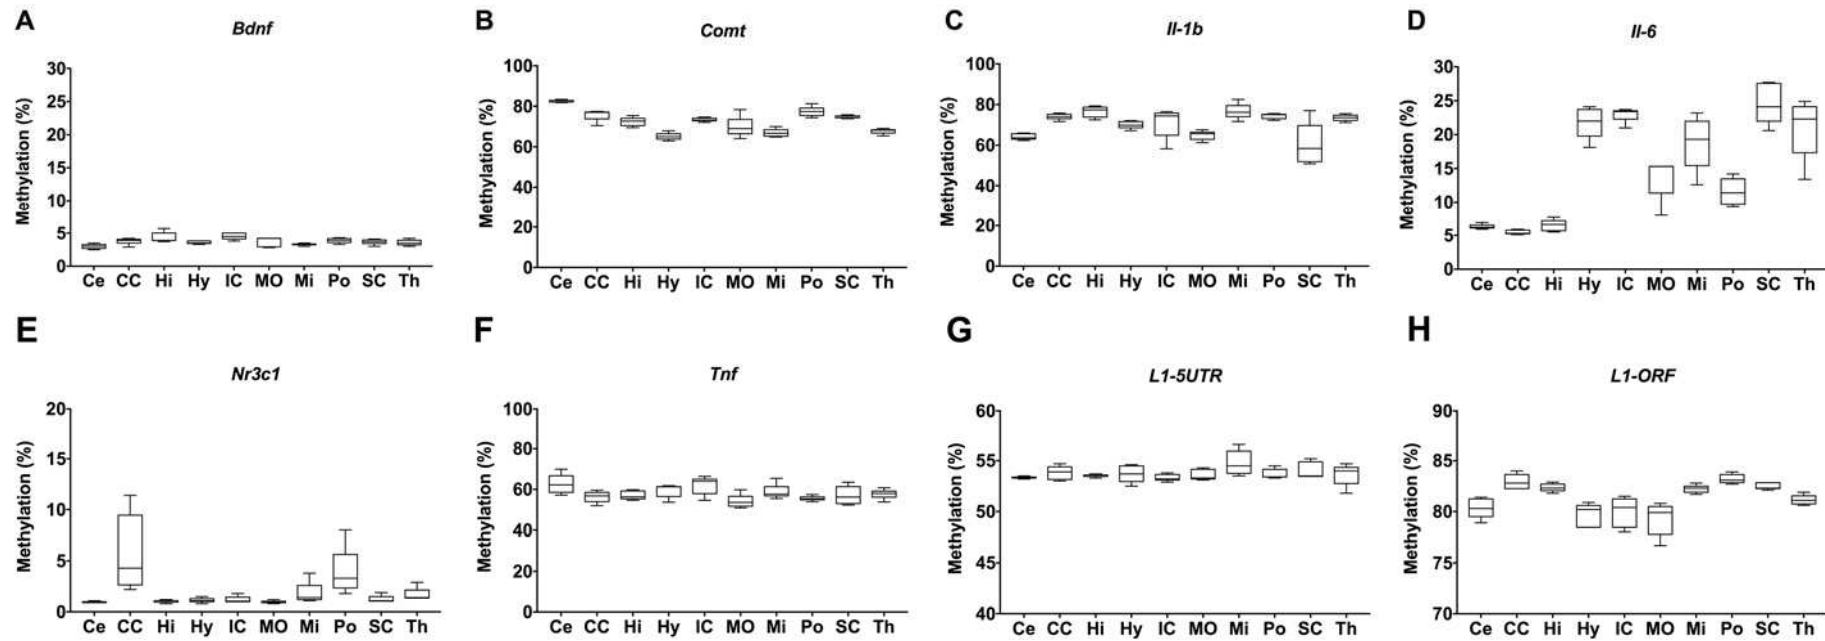 A
Bdnf
Methylation (%)
30
25
20
15
10
5
0
Ce CC Hi Hy IC MO Mi Po SC Th
B
Comt
Methylation (%)
100
80
60
40
20
0
Ce CC Hi Hy IC MO Mi Po SC Th
C
Il-1b
Methylation (%)
100
80
60
40
20
0
Ce CC Hi Hy IC MO Mi Po SC Th
D
Il-6
Methylation (%)
30
25
20
15
10
5
0
Ce CC Hi Hy IC MO Mi Po SC Th
E
Nr3c1
Methylation (%)
20
15
10
5
0
Ce CC Hi Hy IC MO Mi Po SC Th
F
Tnf
Methylation (%)
100
80
60
40
20
0
Ce CC Hi Hy IC MO Mi Po SC Th
G
L1-5UTR
Methylation (%)
60
55
50
45
40
Ce CC Hi Hy IC MO Mi Po SC Th
H
L1-ORF
Methylation (%)
90
85
80
75
70
Ce CC Hi Hy IC MO Mi Po SC Th